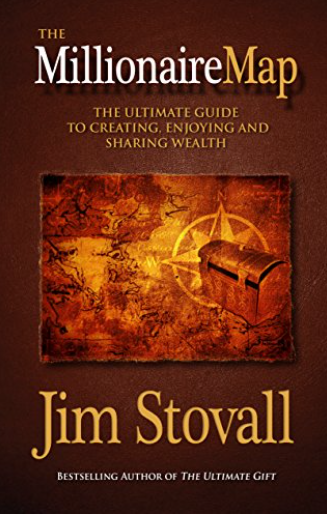 THE
MillionaireMap
THE ULTIMATE GUIDE
TO CREATING, ENJOYING AND
SHARING WEALTH
Jim Stovall
BESTSELLING AUTHOR OF THE ULTIMATE GIFT